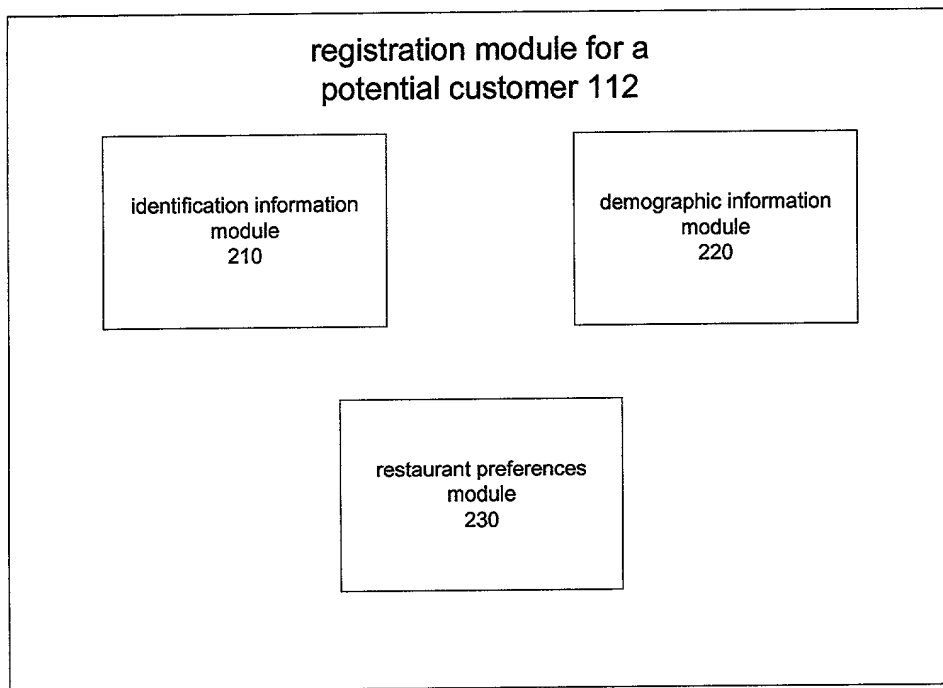 registration module for a
potential customer 112
identification information
module
210
demographic information
module
220
restaurant preferences
module
230